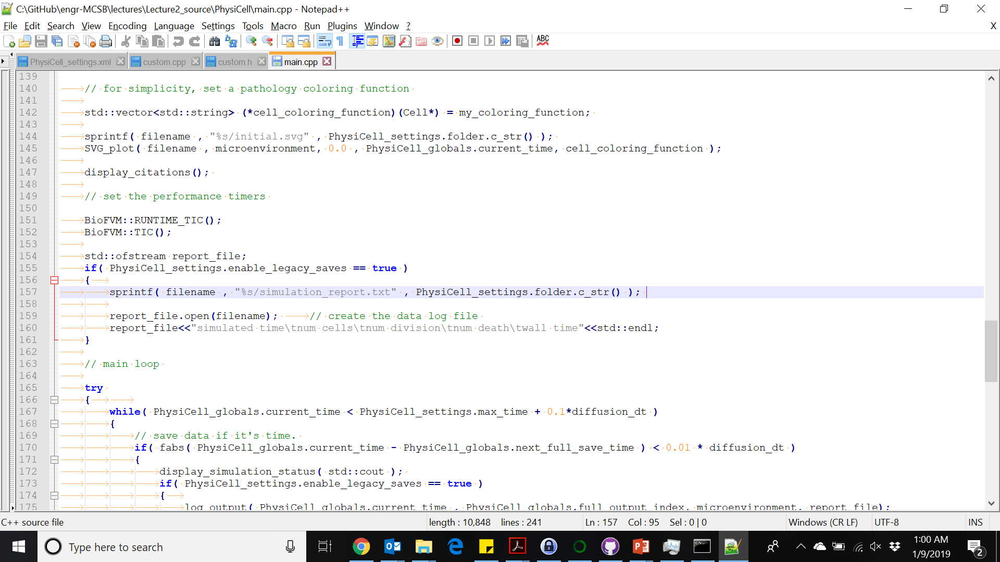 C:\GitHub\engr-MCSB\lectures\Lecture2_source\PhysiCell\main.cpp - Notepad++
File Edit Search View Encoding Language Settings Tools Macro Run Plugins Window ?
X
ABC
PhysiCell_settings.xml custom.cpp custom.h main.cpp
139
140 // for simplicity, set a pathology coloring function
141
142 std::vector<std::string> (*cell_coloring_function)(Cell*) = my_coloring_function;
143
144 sprintf( filename , "%s/initial.svg" , PhysiCell_settings.folder.c_str() );
145 SVG_plot( filename , microenvironment, 0.0 , PhysiCell_globals.current_time, cell_coloring_function );
146
147 display_citations();
148
149 // set the performance timers
150
151 BioFVM::RUNTIME_TIC();
152 BioFVM::TIC();
153
154 std::ofstream report_file;
155 if( PhysiCell_settings.enable_legacy_saves == true )
156 {
157 sprintf( filename , "%s/simulation_report.txt" , PhysiCell_settings.folder.c_str() );
158
159 report_file.open(filename); // create the data log file
160 report_file<<"simulated time\tnum cells\tnum division\tnum death\twall time"<<std::endl;
161 }
162
163 // main loop
164
165 try
166 {
167 while( PhysiCell_globals.current_time < PhysiCell_settings.max_time + 0.1*diffusion_dt )
168 {
169 // save data if it's time.
170 if( fabs( PhysiCell_globals.current_time - PhysiCell_globals.next_full_save_time ) < 0.01 * diffusion_dt )
171 {
172 display_simulation_status( std::cout );
173 if( PhysiCell_settings.enable_legacy_saves == true )
174 {
175 log_output( PhysiCell_globals.current_time , PhysiCell_globals.full_output_index, microenvironment, report_file);
C++ source file length : 10,848 lines : 241 Ln : 157 Col : 95 Sel : 0 | 0 Windows (CR LF) UTF-8 INS
Type here to search
1:00 AM
1/9/2019
2